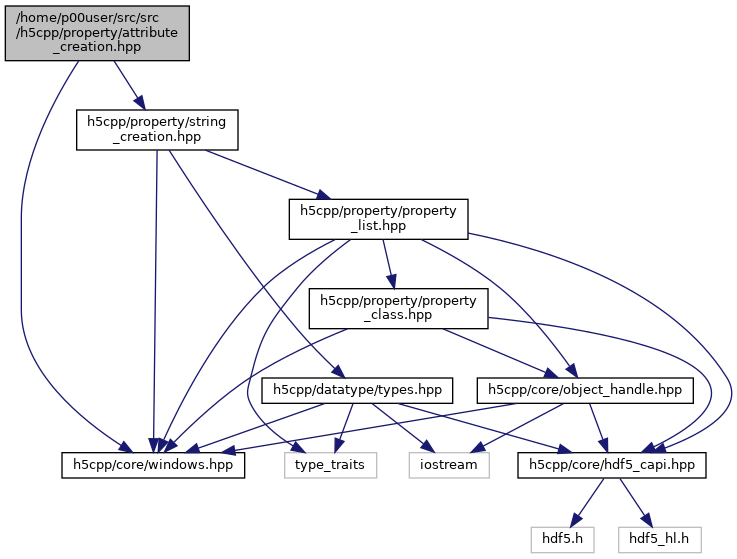 /home/p00user/src/src
/h5cpp/property/attribute
_creation.hpp
h5cpp/property/string
_creation.hpp
h5cpp/property/property
_list.hpp
h5cpp/property/property
_class.hpp
h5cpp/datatype/types.hpp
h5cpp/core/object_handle.hpp
h5cpp/core/windows.hpp
type_traits
iostream
h5cpp/core/hdf5_capi.hpp
hdf5.h
hdf5_hl.h